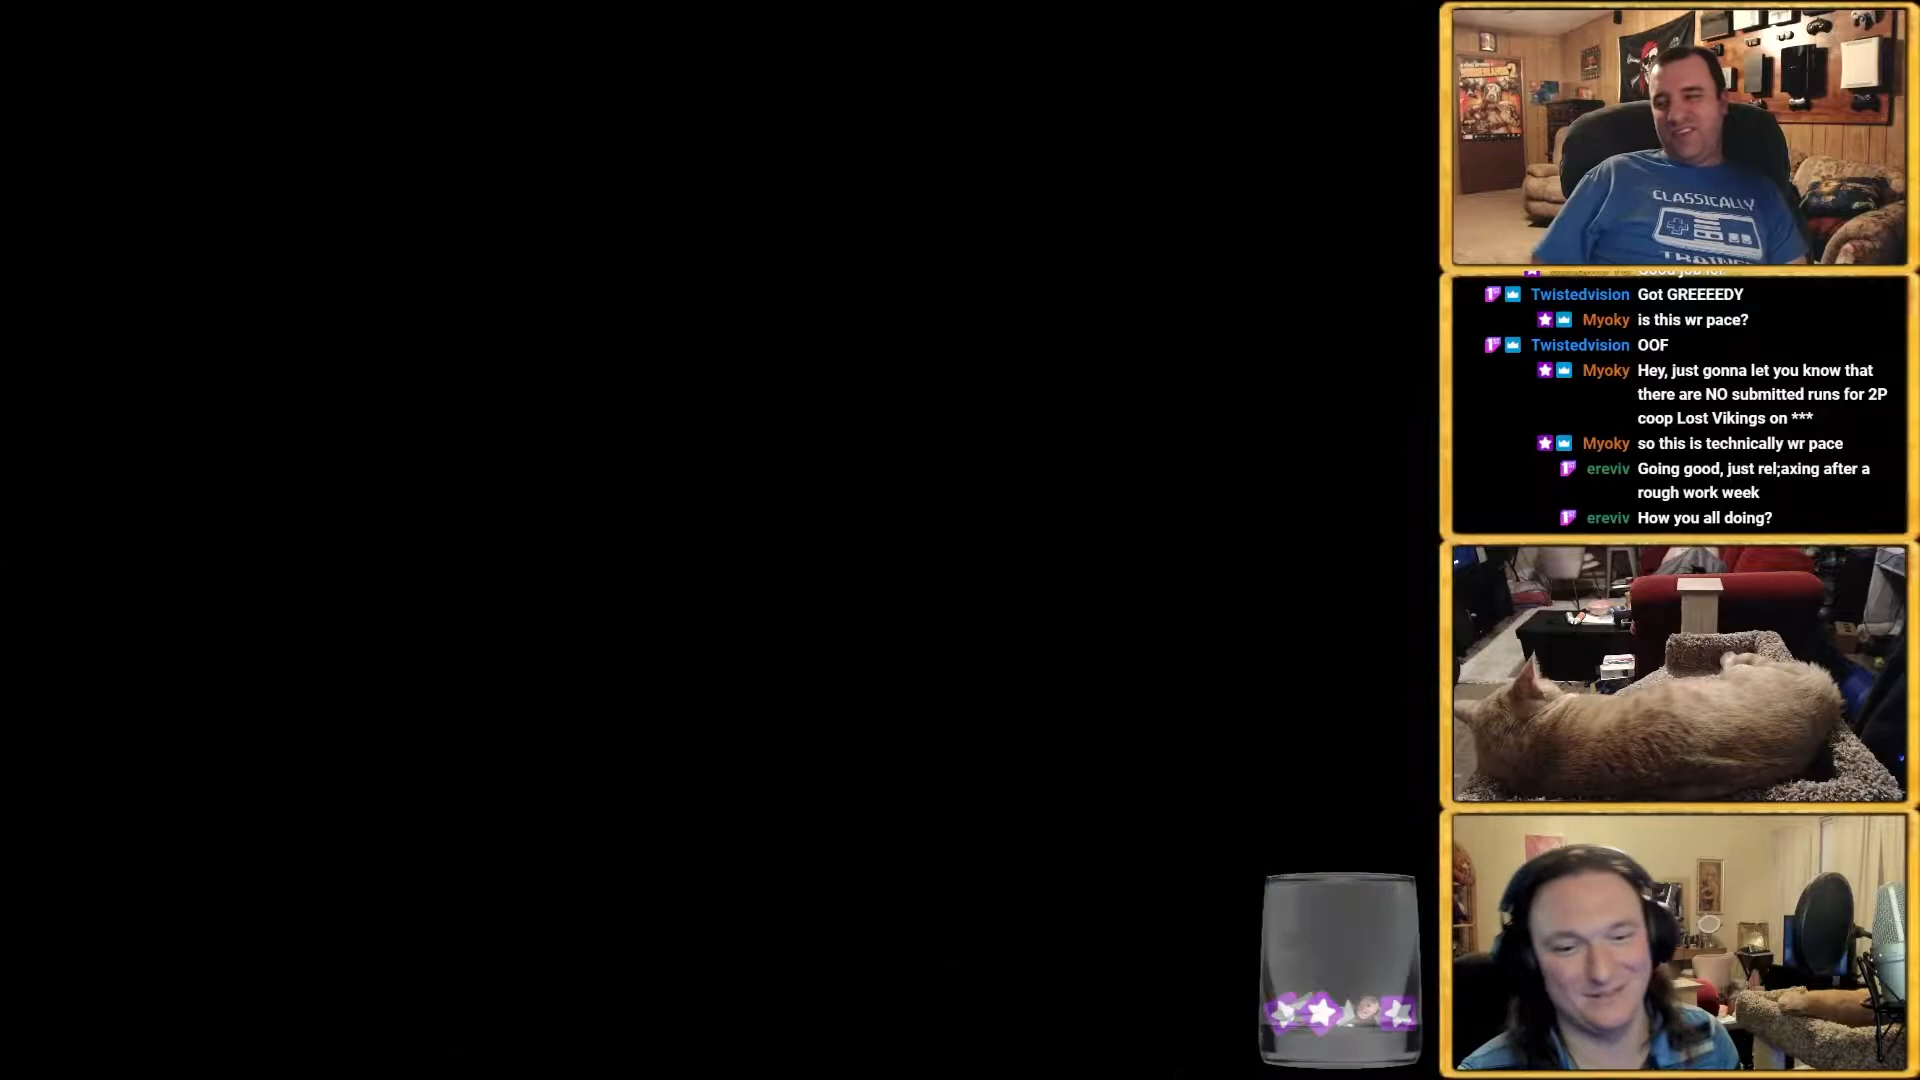 CLASSICALLY
TRAINED
Twistedvision Got GREEEEDY
Myoky is this wr pace?
Twistedvision OOF
Myoky Hey, just gonna let you know that
there are NO submitted runs for 2P
coop Lost Vikings on ***
Myoky so this is technically wr pace
ereviv Going good, just rel;axing after a
rough work week
ereviv How you all doing?